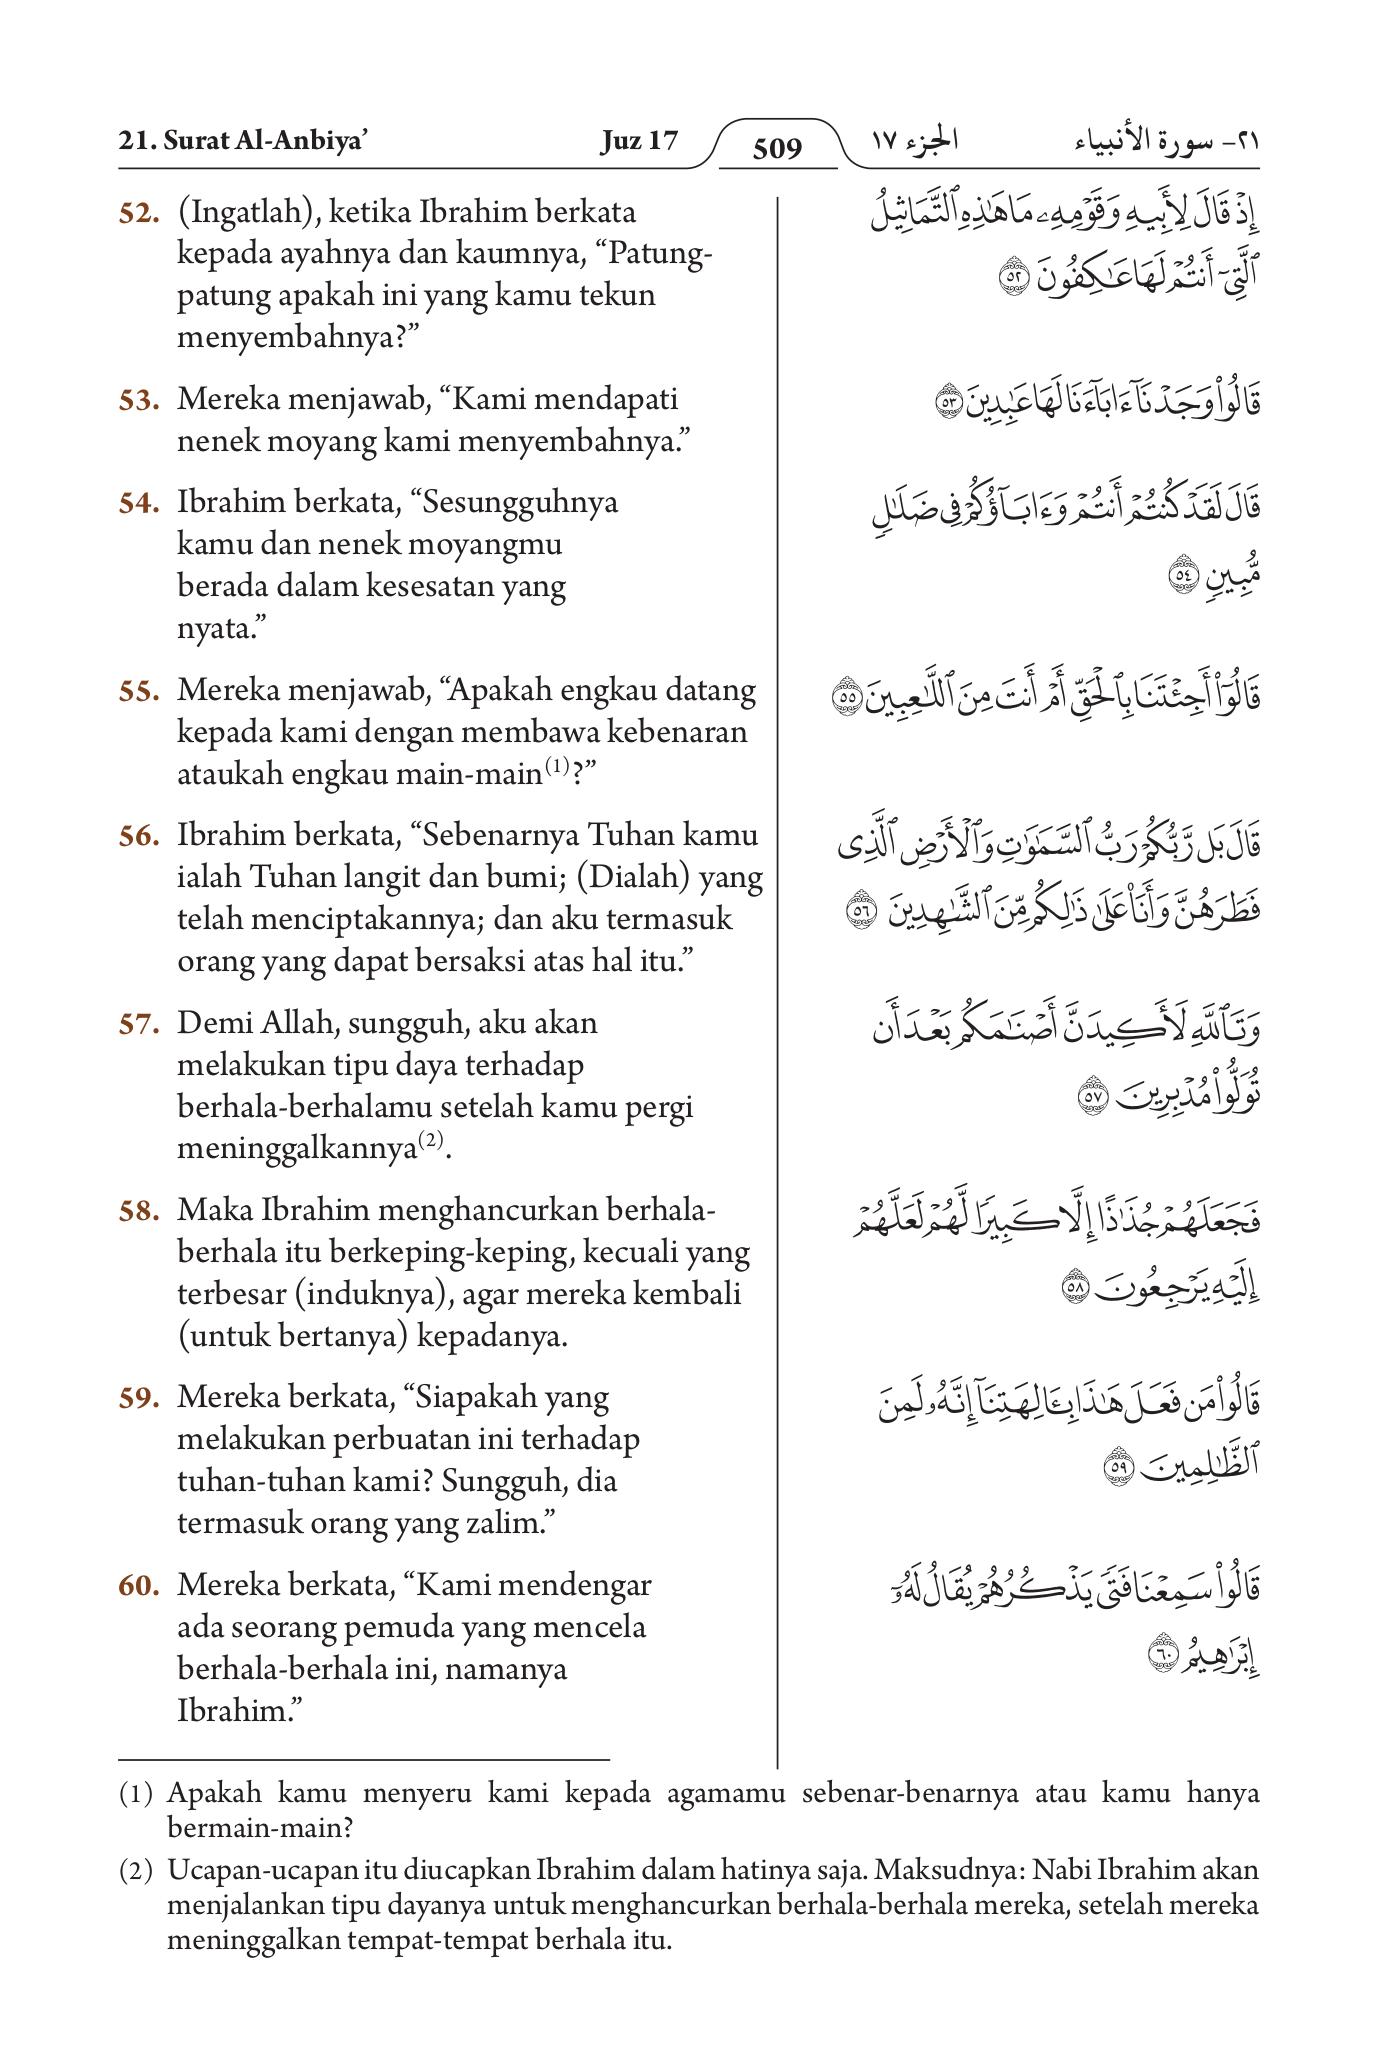 21. Surat Al-Anbiya’ Juz 17 509 الجزء ١٧ ٢١- سورة الأنبياء
52. (Ingatlah), ketika Ibrahim berkata
kepada ayahnya dan kaumnya, “Patung-
patung apakah ini yang kamu tekun
menyembahnya?”
53. Mereka menjawab, “Kami mendapati
nenek moyang kami menyembahnya.”
54. Ibrahim berkata, “Sesungguhnya
kamu dan nenek moyangmu
berada dalam kesesatan yang
nyata.”
55. Mereka menjawab, “Apakah engkau datang
kepada kami dengan membawa kebenaran
ataukah engkau main-main(1)?”
56. Ibrahim berkata, “Sebenarnya Tuhan kamu
ialah Tuhan langit dan bumi; (Dialah) yang
telah menciptakannya; dan aku termasuk
orang yang dapat bersaksi atas hal itu.”
57. Demi Allah, sungguh, aku akan
melakukan tipu daya terhadap
berhala-berhalamu setelah kamu pergi
meninggalkannya(2).
58. Maka Ibrahim menghancurkan berhala-
berhala itu berkeping-keping, kecuali yang
terbesar (induknya), agar mereka kembali
(untuk bertanya) kepadanya.
59. Mereka berkata, “Siapakah yang
melakukan perbuatan ini terhadap
tuhan-tuhan kami? Sungguh, dia
termasuk orang yang zalim.”
60. Mereka berkata, “Kami mendengar
ada seorang pemuda yang mencela
berhala-berhala ini, namanya
Ibrahim.”
إِذْ قَالَ لِأَبِيهِ وَقَوْمِهِۦ مَا هَٰذِهِ ٱلتَّمَاثِيلُ
ٱلَّتِىٓ أَنتُمْ لَهَا عَٰكِفُونَ ٥٢
قَالُوا۟ وَجَدْنَآ ءَابَآءَنَا لَهَا عَٰبِدِينَ ٥٣
قَالَ لَقَدْ كُنتُمْ أَنتُمْ وَءَابَآؤُكُمْ فِى ضَلَٰلٍ
مُّبِينٍ ٥٤
قَالُوٓا۟ أَجِئْتَنَا بِٱلْحَقِّ أَمْ أَنتَ مِنَ ٱللَّٰعِبِينَ ٥٥
قَالَ بَل رَّبُّكُمْ رَبُّ ٱلسَّمَٰوَٰتِ وَٱلْأَرْضِ ٱلَّذِى
فَطَرَهُنَّ وَأَنَا۠ عَلَىٰ ذَٰلِكُم مِّنَ ٱلشَّٰهِدِينَ ٥٦
وَتَٱللَّهِ لَأَكِيدَنَّ أَصْنَٰمَكُم بَعْدَ أَن
تُوَلُّوا۟ مُدْبِرِينَ ٥٧
فَجَعَلَهُمْ جُذَٰذًا إِلَّا كَبِيرًا لَّهُمْ لَعَلَّهُمْ
إِلَيْهِ يَرْجِعُونَ ٥٨
قَالُوا۟ مَن فَعَلَ هَٰذَا بِـَٔالِهَتِنَآ إِنَّهُۥ لَمِنَ
ٱلظَّٰلِمِينَ ٥٩
قَالُوا۟ سَمِعْنَا فَتًى يَذْكُرُهُمْ يُقَالُ لَهُۥٓ
إِبْرَٰهِيمُ ٦٠
(1) Apakah kamu menyeru kami kepada agamamu sebenar-benarnya atau kamu hanya
bermain-main?
(2) Ucapan-ucapan itu diucapkan Ibrahim dalam hatinya saja. Maksudnya: Nabi Ibrahim akan
menjalankan tipu dayanya untuk menghancurkan berhala-berhala mereka, setelah mereka
meninggalkan tempat-tempat berhala itu.